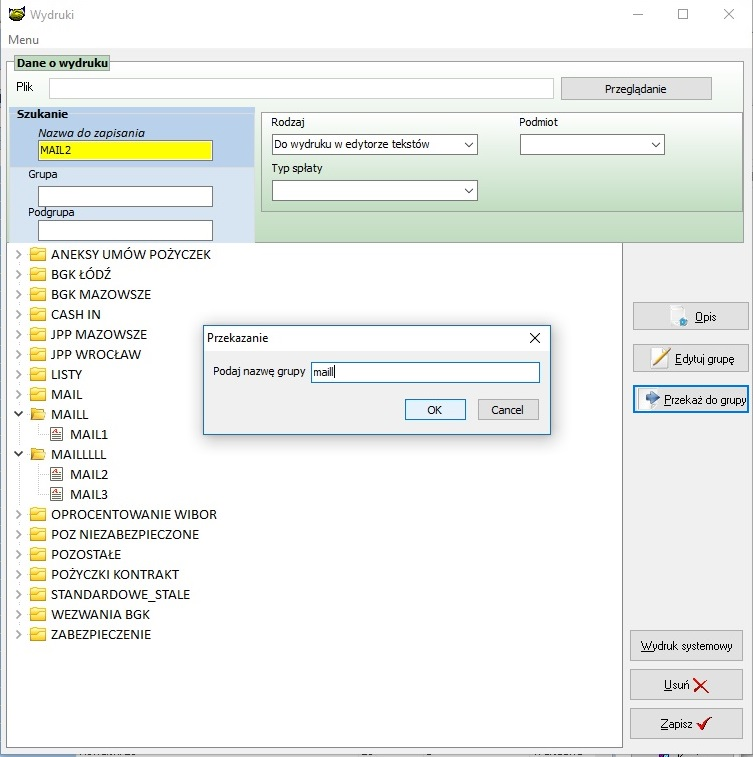 Wydruki
Menu
Dane o wydruku
Plik
Przeglądanie
Szukanie
Nazwa do zapisania
MAIL2
Grupa
Podgrupa
Rodzaj
Do wydruku w edytorze tekstów
Podmiot
Typ spłaty
ANEKSY UMÓW POŻYCZEK
BGK ŁÓDŹ
BGK MAZOWSZE
CASH IN
JPP MAZOWSZE
JPP WROCŁAW
LISTY
MAIL
MAILL
MAIL1
MAILLLLL
MAIL2
MAIL3
OPROCENTOWANIE WIBOR
POZ NIEZABEZPIECZONE
POZOSTAŁE
POŻYCZKI KONTRAKT
STANDARDOWE_STALE
WEZWANIA BGK
ZABEZPIECZENIE
Przekazanie
Podaj nazwę grupy
maill
OK
Cancel
Opis
Edytuj grupę
Przekaż do grupy
Wydruk systemowy
Usuń
Zapisz